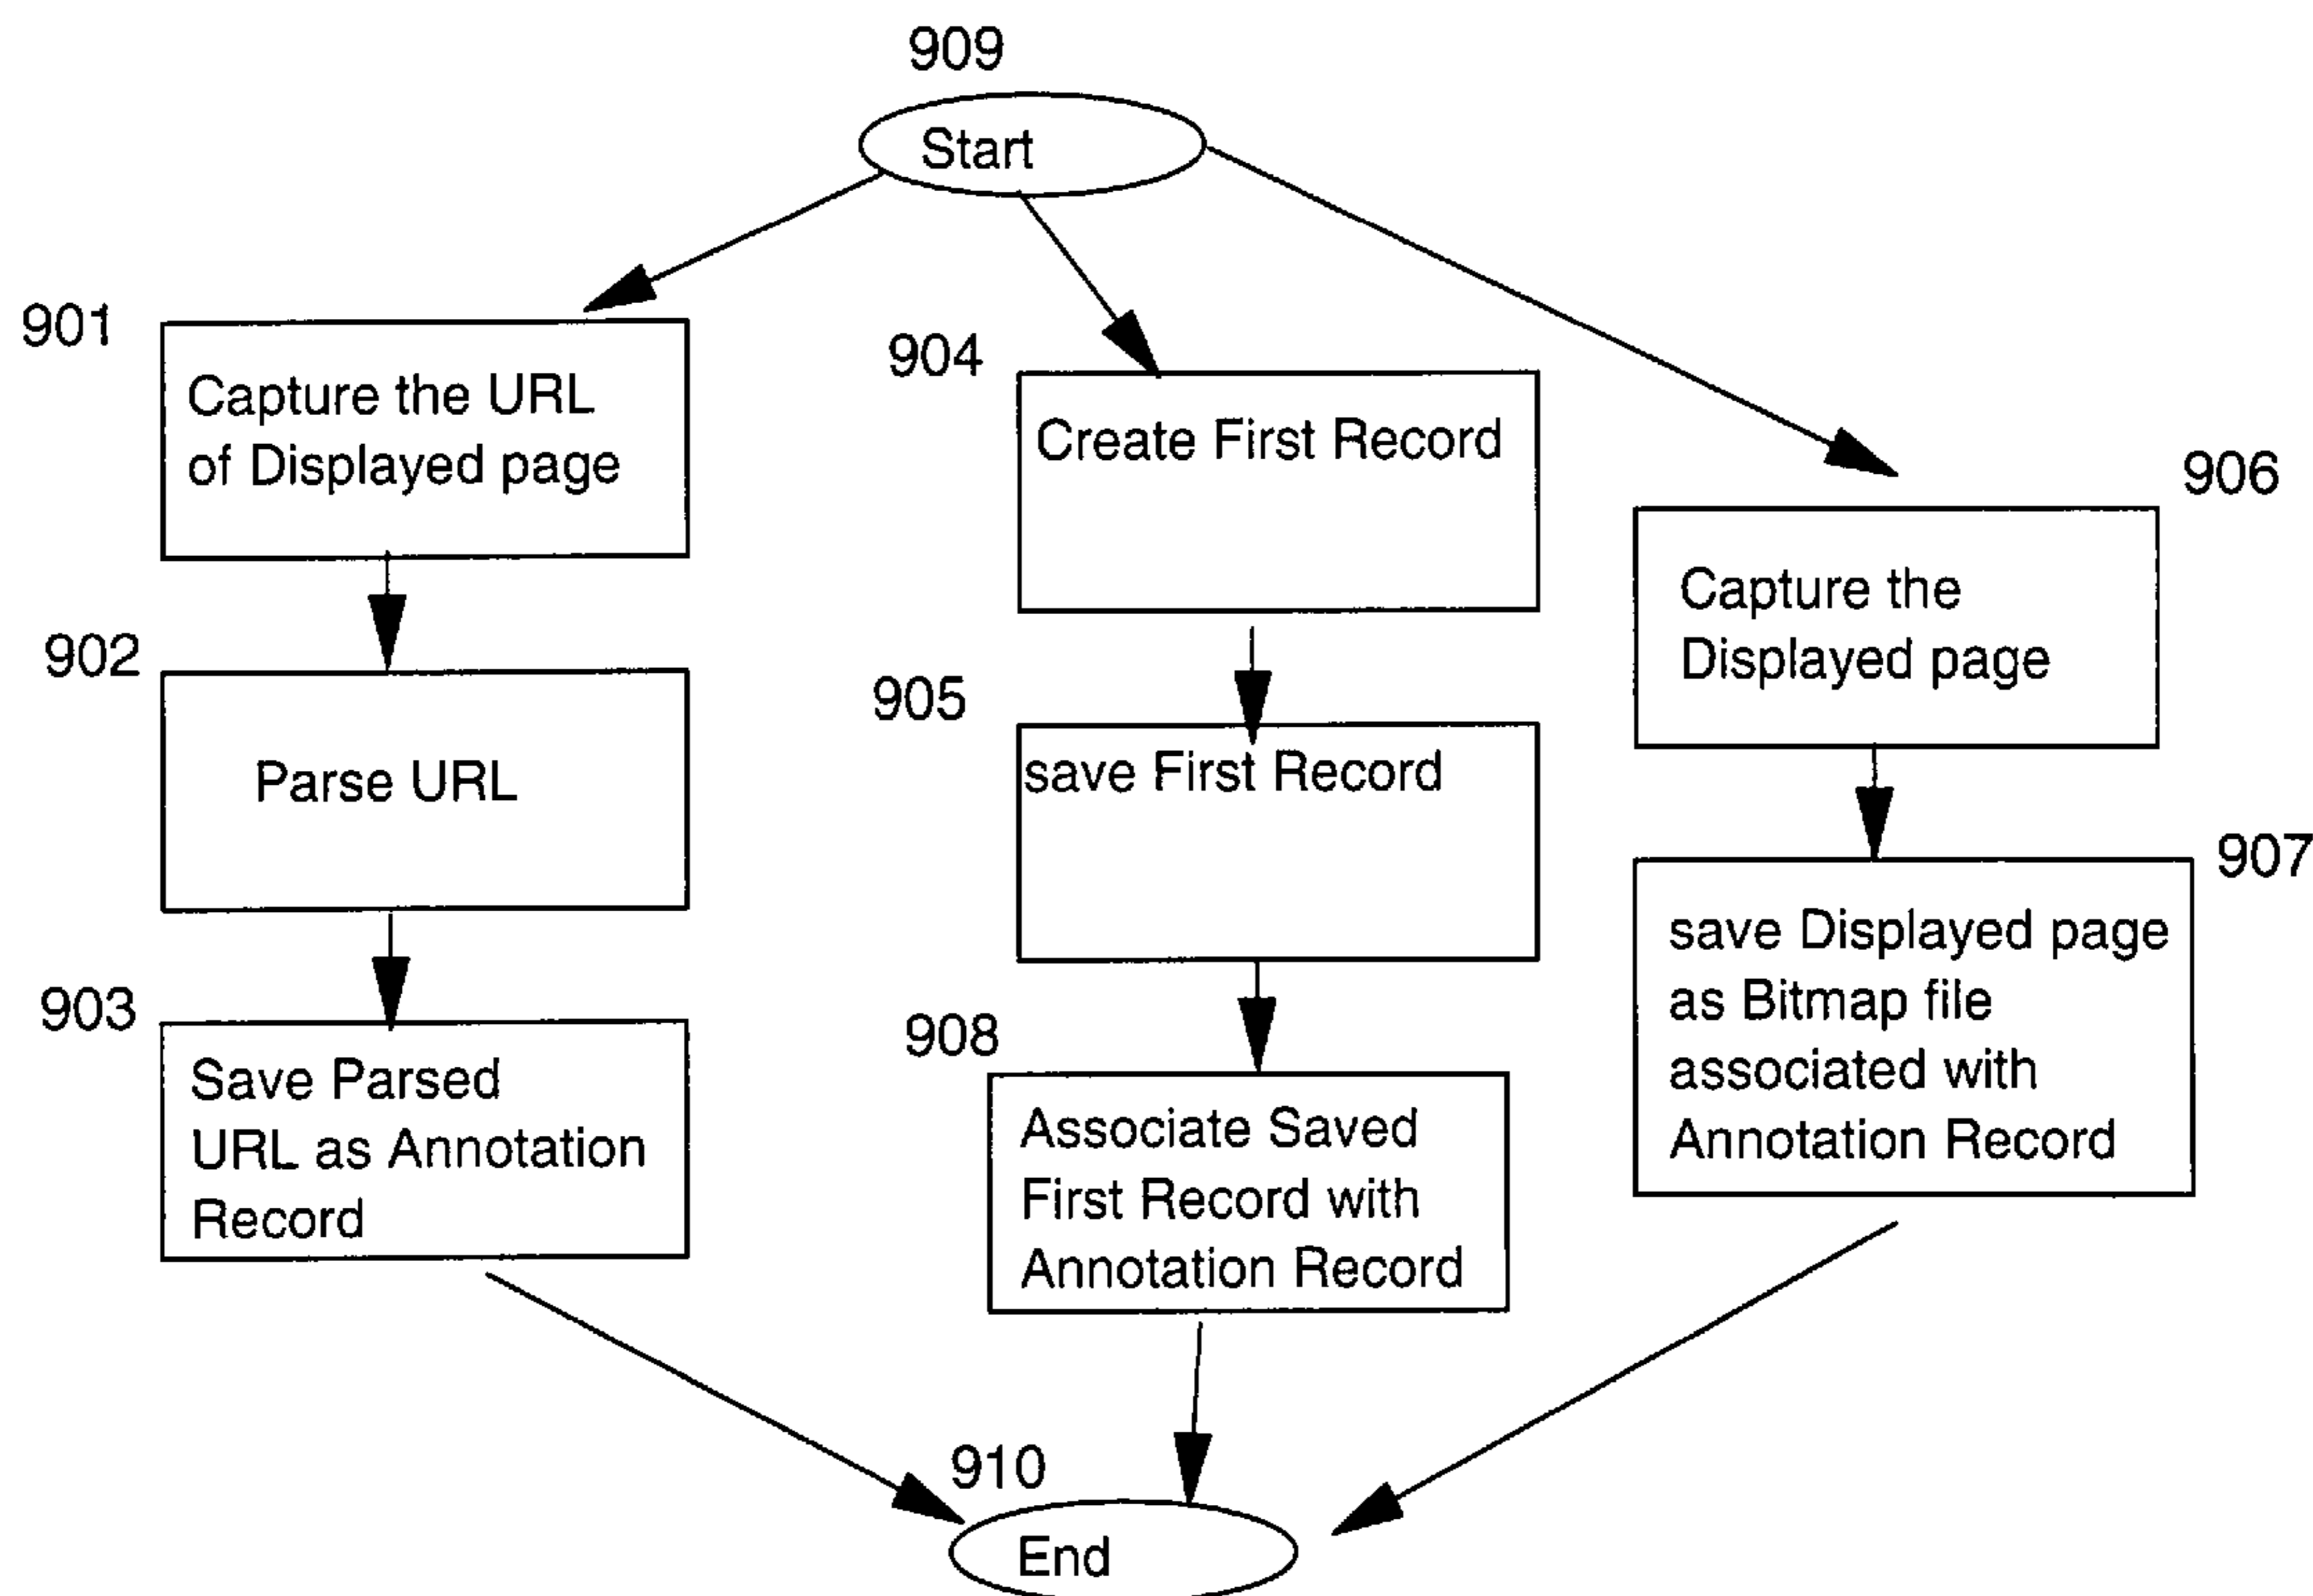 909
Start
901
Capture the URL
of Displayed page
902
Parse URL
903
Save Parsed
URL as Annotation
Record
904
Create First Record
905
save First Record
908
Associate Saved
First Record with
Annotation Record
906
Capture the
Displayed page
907
save Displayed page
as Bitmap file
associated with
Annotation Record
910
End